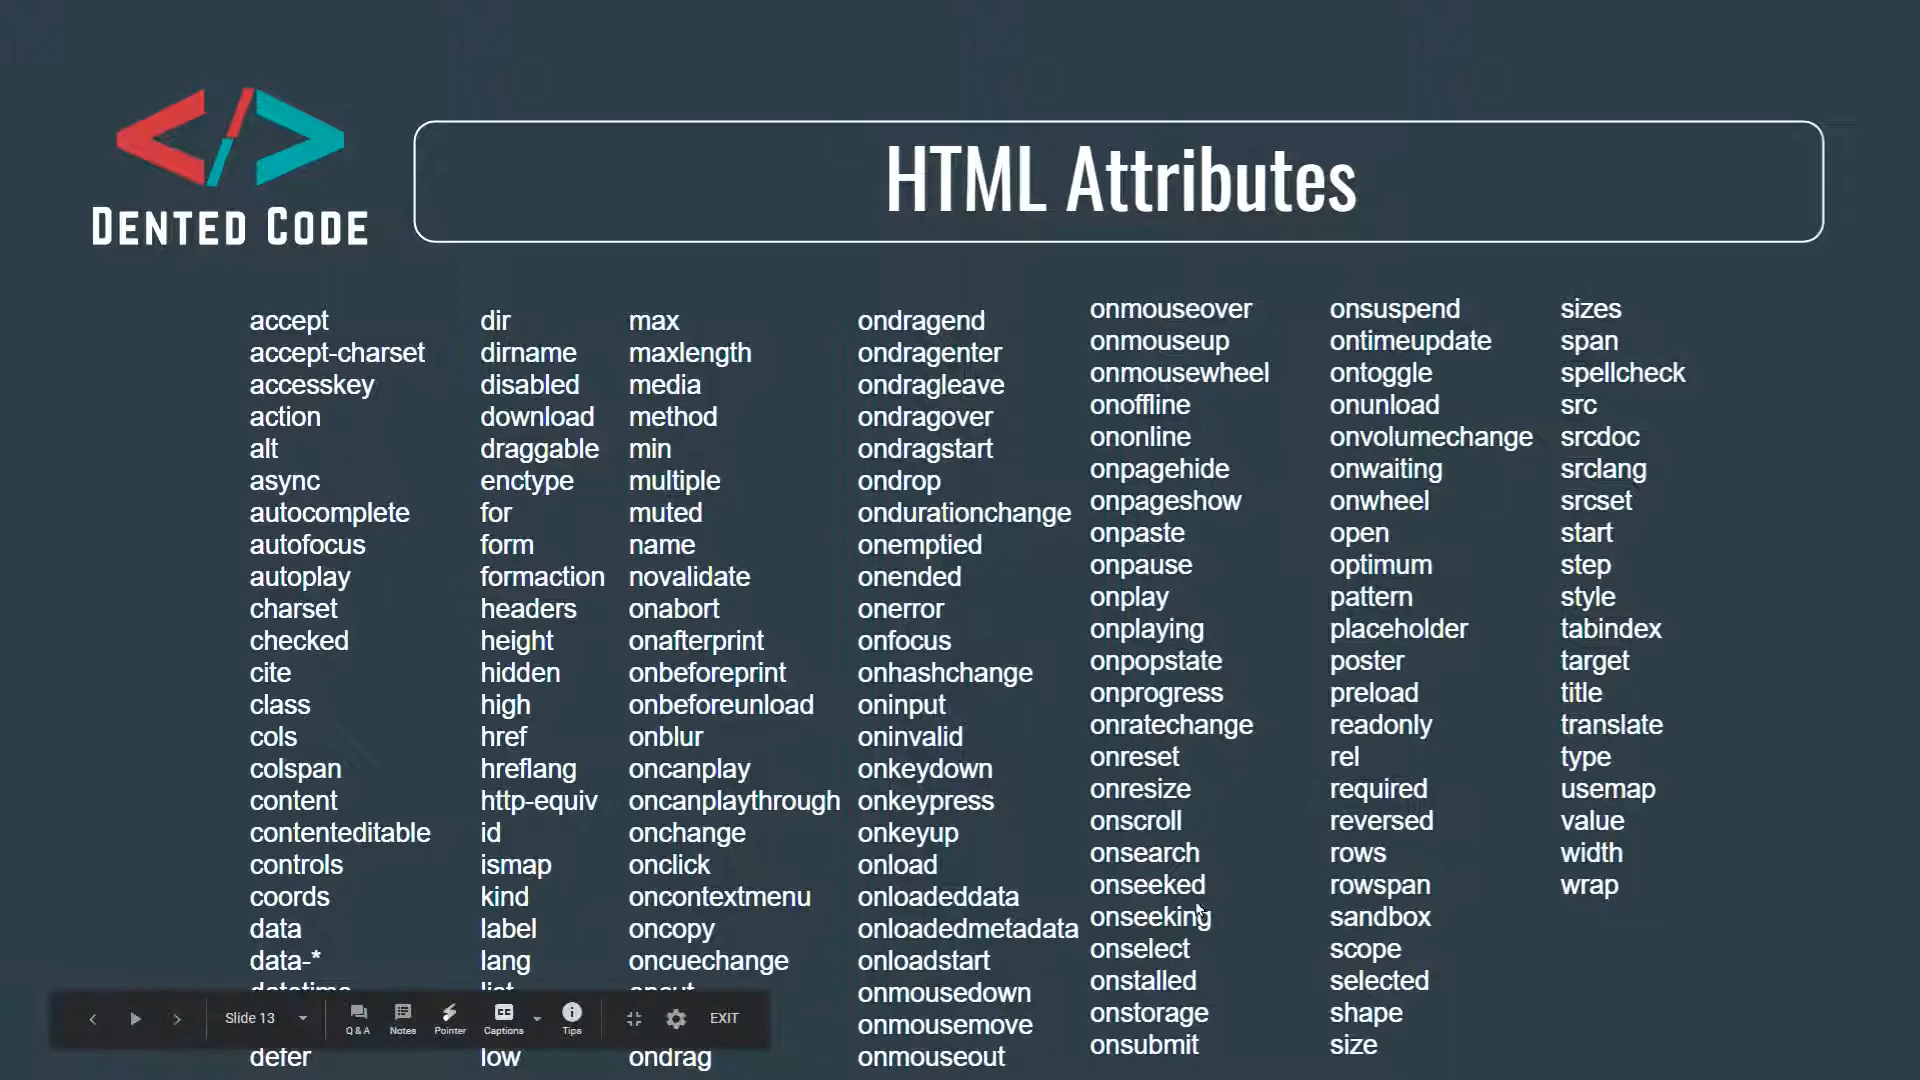 DENTED CODE
HTML Attributes
accept
accept-charset
accesskey
action
alt
async
autocomplete
autofocus
autoplay
charset
checked
cite
class
cols
colspan
content
contenteditable
controls
coords
data
data-*
defer
dir
dirname
disabled
download
draggable
enctype
for
form
formaction
headers
height
hidden
high
href
hreflang
http-equiv
id
ismap
kind
label
lang
low
max
maxlength
media
method
min
multiple
muted
name
novalidate
onabort
onafterprint
onbeforeprint
onbeforeunload
onblur
oncanplay
oncanplaythrough
onchange
onclick
oncontextmenu
oncopy
oncuechange
ondrag
ondragend
ondragenter
ondragleave
ondragover
ondragstart
ondrop
ondurationchange
onemptied
onended
onerror
onfocus
onhashchange
oninput
oninvalid
onkeydown
onkeypress
onkeyup
onload
onloadeddata
onloadedmetadata
onloadstart
onmousedown
onmousemove
onmouseout
onmouseover
onmouseup
onmousewheel
onoffline
ononline
onpagehide
onpageshow
onpaste
onpause
onplay
onplaying
onpopstate
onprogress
onratechange
onreset
onresize
onscroll
onsearch
onseeked
onseeking
onselect
onstalled
onstorage
onsubmit
onsuspend
ontimeupdate
ontoggle
onunload
onvolumechange
onwaiting
onwheel
open
optimum
pattern
placeholder
poster
preload
readonly
rel
required
reversed
rows
rowspan
sandbox
scope
selected
shape
size
sizes
span
spellcheck
src
srcdoc
srclang
srcset
start
step
style
tabindex
target
title
translate
type
usemap
value
width
wrap
Slide 13
Q & A
Notes
Pointer
Captions
Tips
EXIT